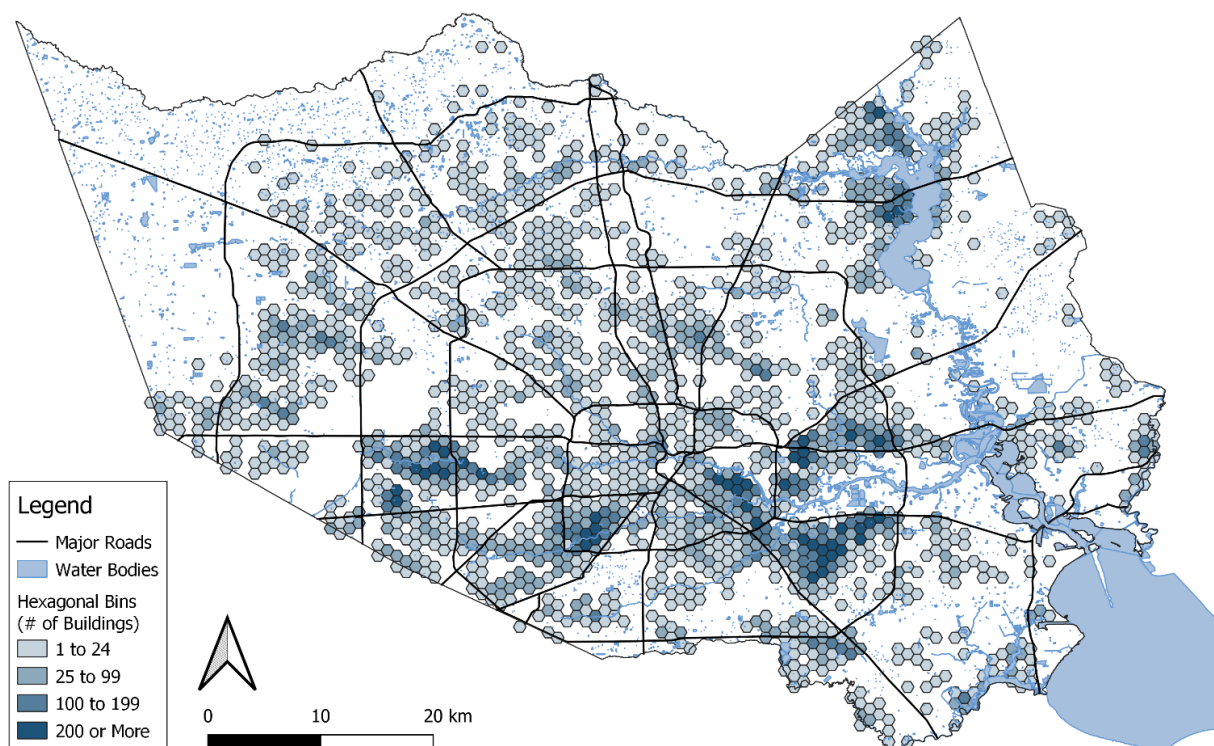 Legend
Major Roads
Water Bodies
Hexagonal Bins
(# of Buildings)
1 to 24
25 to 99
100 to 199
200 or More
0 10 20 km